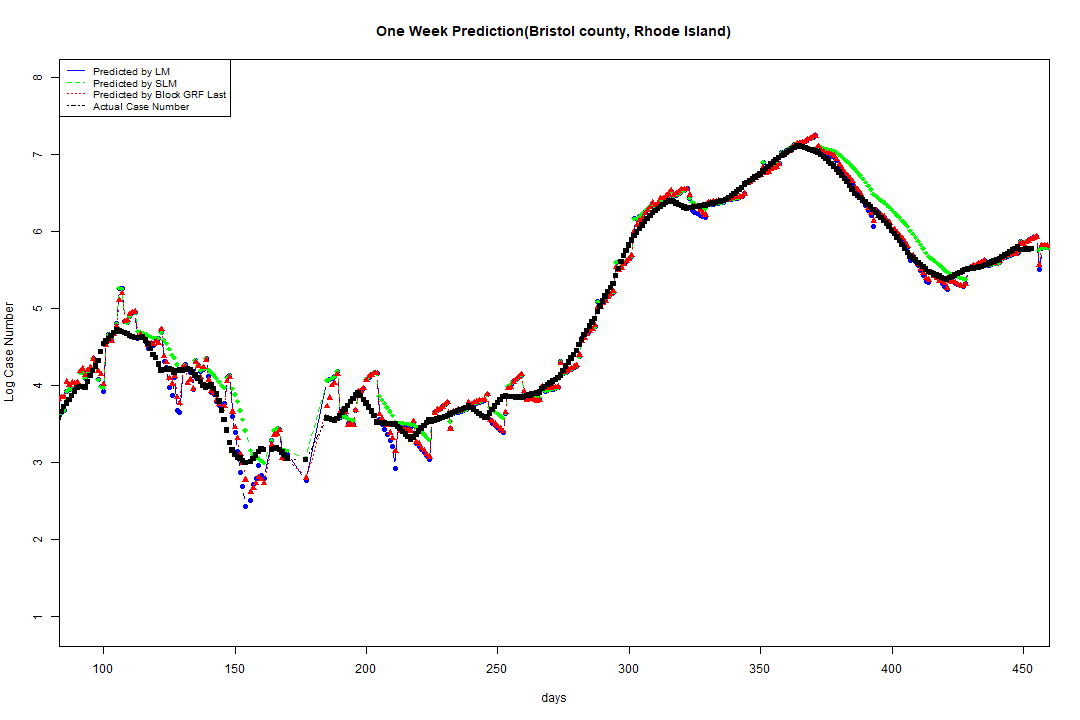 One Week Prediction(Bristol county, Rhode Island)
Predicted by LM
Predicted by SLM
Predicted by Block GRF Last
Actual Case Number
8
7
6
5
4
3
2
1
Log Case Number
100 150 200 250 300 350 400 450
days